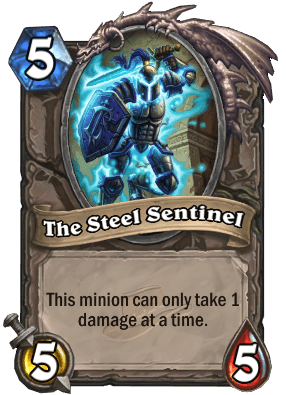 5
The Steel Sentinel
This minion can only take 1
damage at a time.
5 5